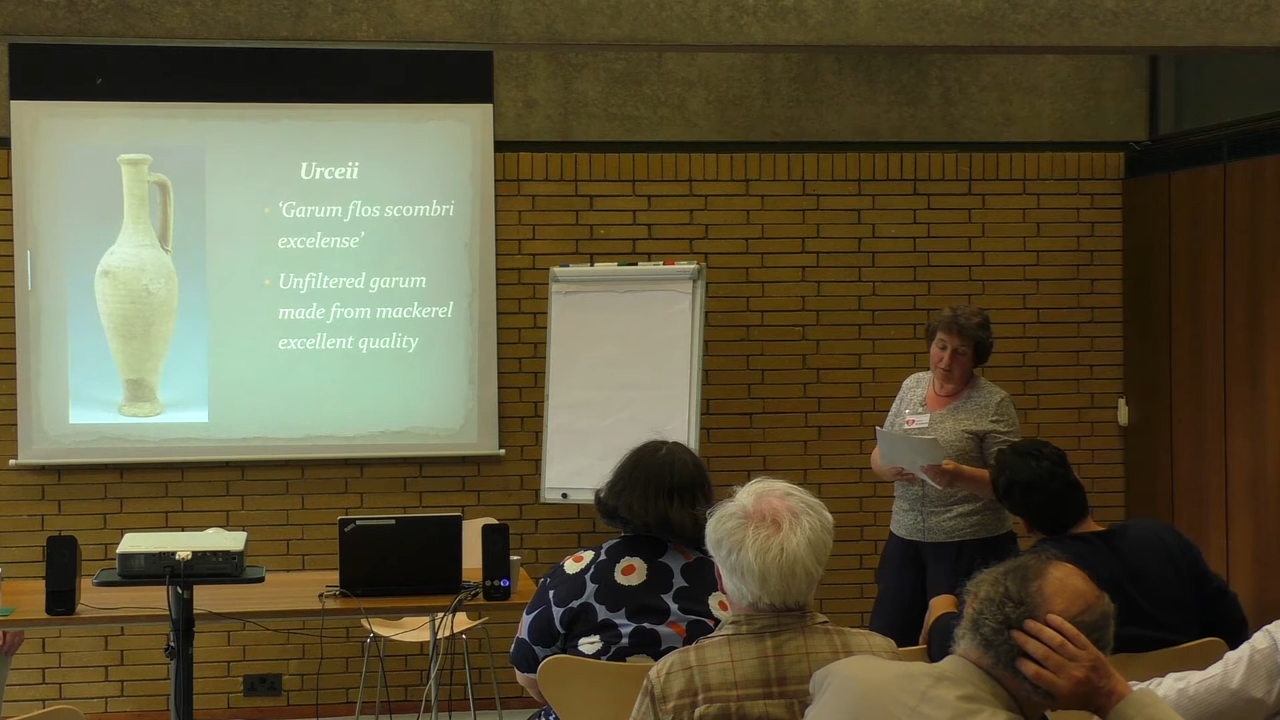 Urceii
‘Garum flos scombri
excelense’
Unfiltered garum
made from mackerel
excellent quality